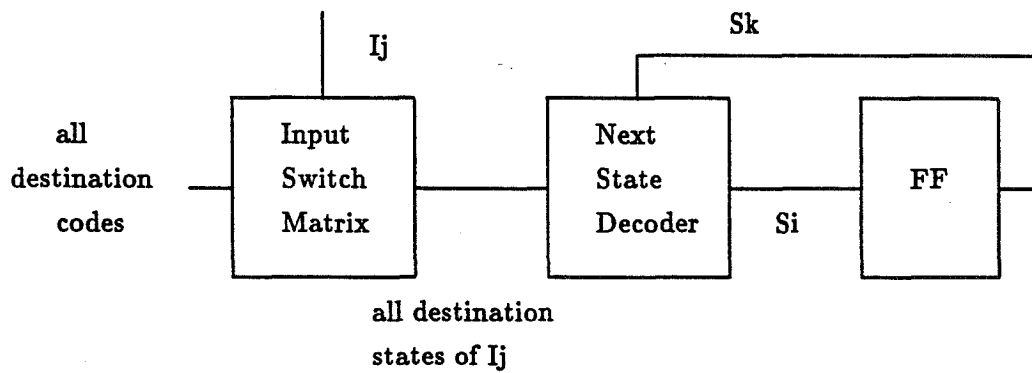 Ij
Sk
all
destination
codes
Input
Switch
Matrix
Next
State
Decoder
Si
FF
all destination
states of Ij